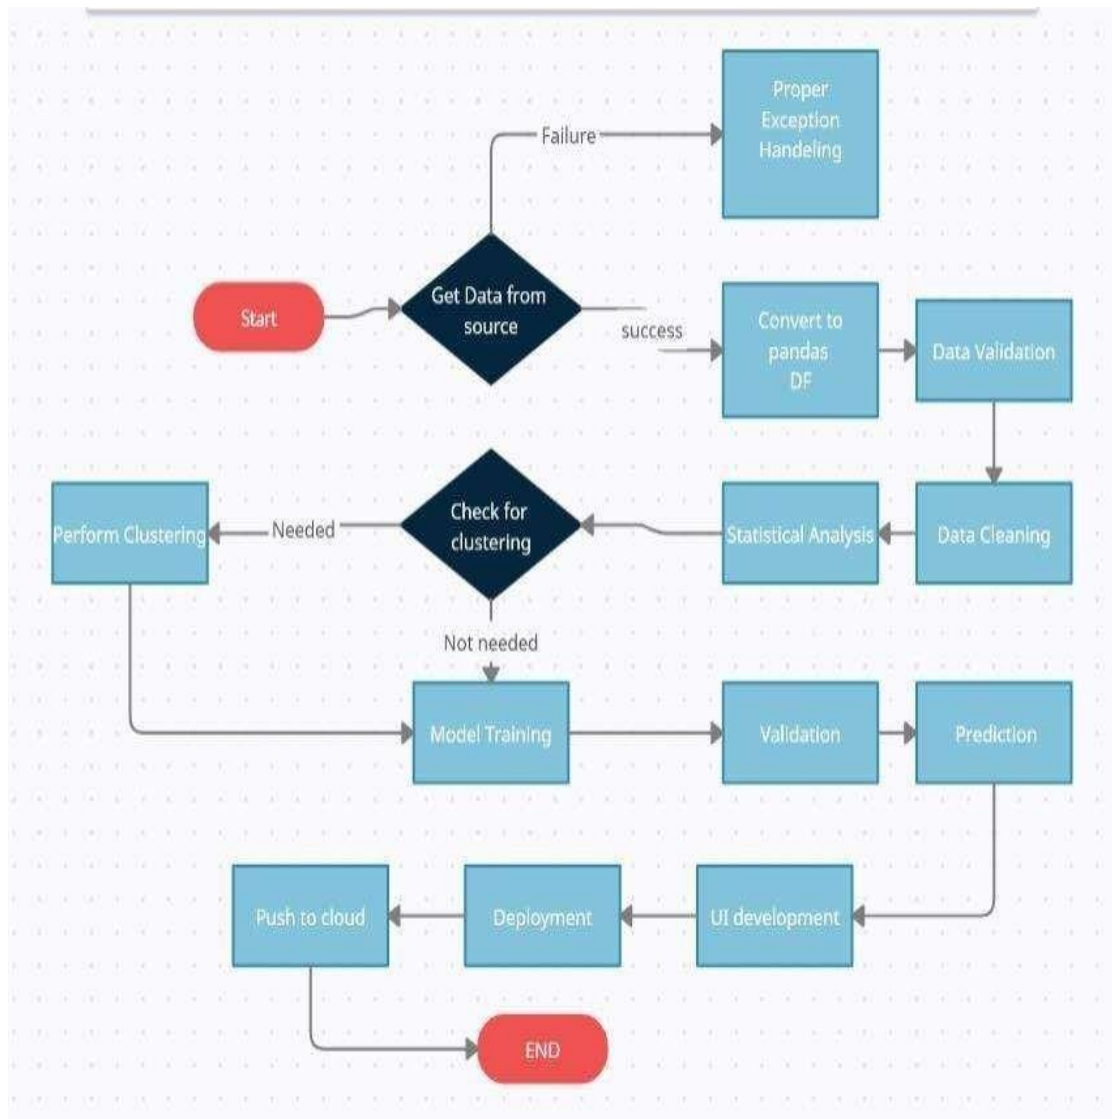 Proper
Exception
Handeling
Failure
Start
Get Data from
source
success
Convert to
pandas
DF
Data Validation
Perform Clustering
Needed
Check for
clustering
Statistical Analysis
Data Cleaning
Not needed
Model Training
Validation
Prediction
Push to cloud
Deployment
UI development
END